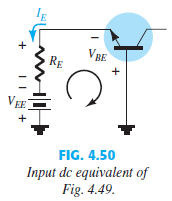 I_E
+
−
R_E
V_BE
+
−
−
V_EE
+
FIG. 4.50
Input dc equivalent of
Fig. 4.49.